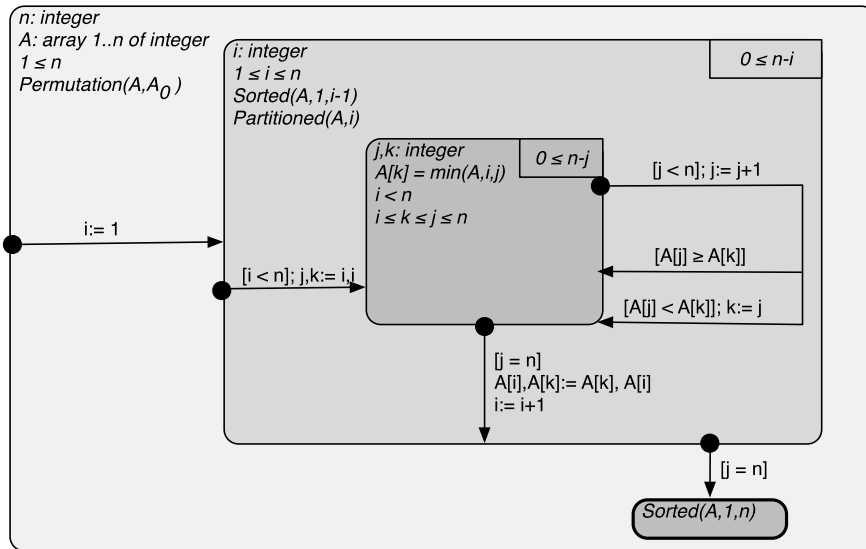 n: integer
A: array 1..n of integer
1 ≤ n
Permutation(A,A0 )
i: integer
1 ≤ i ≤ n
Sorted(A,1,i-1)
Partitioned(A,i)
0 ≤ n-i
j,k: integer
A[k] = min(A,i,j)
i < n
i ≤ k ≤ j ≤ n
0 ≤ n-j
[j < n]; j:= j+1
i:= 1
[A[j] ≥ A[k]]
[i < n]; j,k:= i,i
[A[j] < A[k]]; k:= j
[j = n]
A[i],A[k]:= A[k], A[i]
i:= i+1
[j = n]
Sorted(A,1,n)